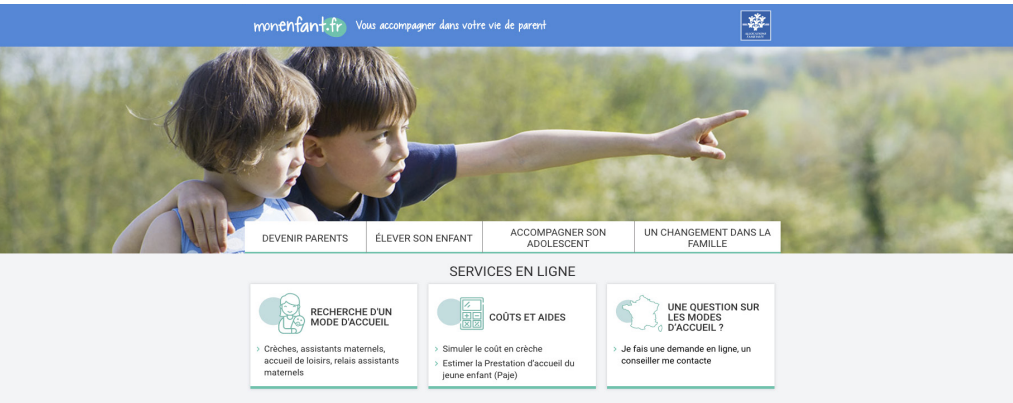 monenfant.fr Vous accompagner dans votre vie de parent
DEVENIR PARENTS
ÉLEVER SON ENFANT
ACCOMPAGNER SON
ADOLESCENT
UN CHANGEMENT DANS LA
FAMILLE
SERVICES EN LIGNE
RECHERCHE D'UN
MODE D'ACCUEIL
> Crèches, assistants maternels,
accueil de loisirs, relais assistants
maternels
COÛTS ET AIDES
> Simuler le coût en crèche
> Estimer la Prestation d'accueil du
jeune enfant (Paje)
UNE QUESTION SUR
LES MODES
D'ACCUEIL ?
> Je fais une demande en ligne, un
conseiller me contacte